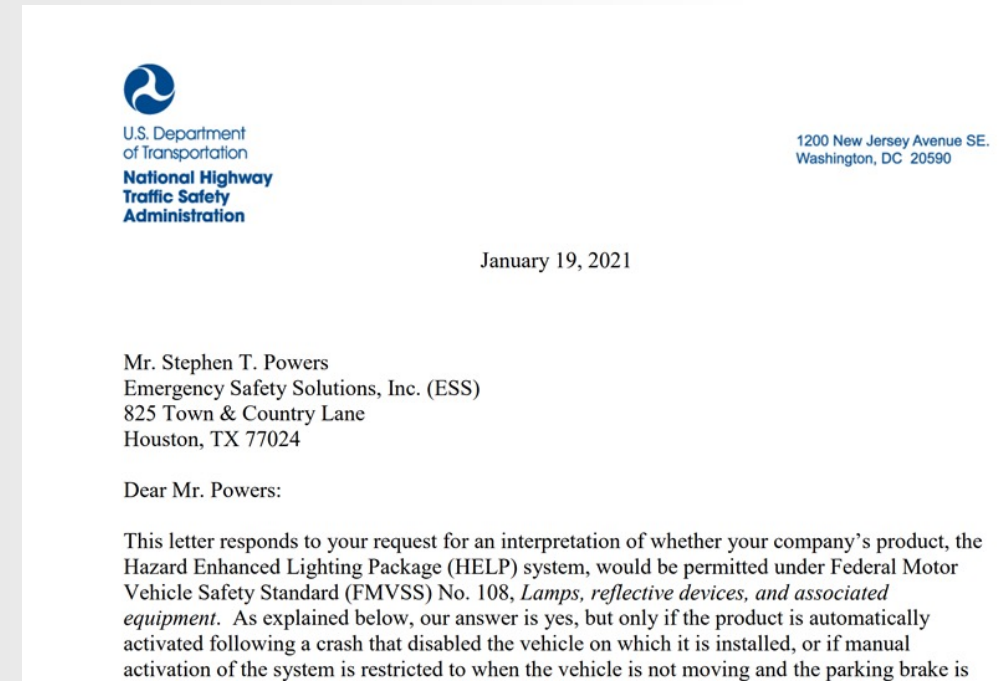 U.S. Department
of Transportation
National Highway
Traffic Safety
Administration
1200 New Jersey Avenue SE.
Washington, DC 20590
January 19, 2021
Mr. Stephen T. Powers
Emergency Safety Solutions, Inc. (ESS)
825 Town & Country Lane
Houston, TX 77024
Dear Mr. Powers:
This letter responds to your request for an interpretation of whether your company’s product, the
Hazard Enhanced Lighting Package (HELP) system, would be permitted under Federal Motor
Vehicle Safety Standard (FMVSS) No. 108, Lamps, reflective devices, and associated
equipment. As explained below, our answer is yes, but only if the product is automatically
activated following a crash that disabled the vehicle on which it is installed, or if manual
activation of the system is restricted to when the vehicle is not moving and the parking brake is